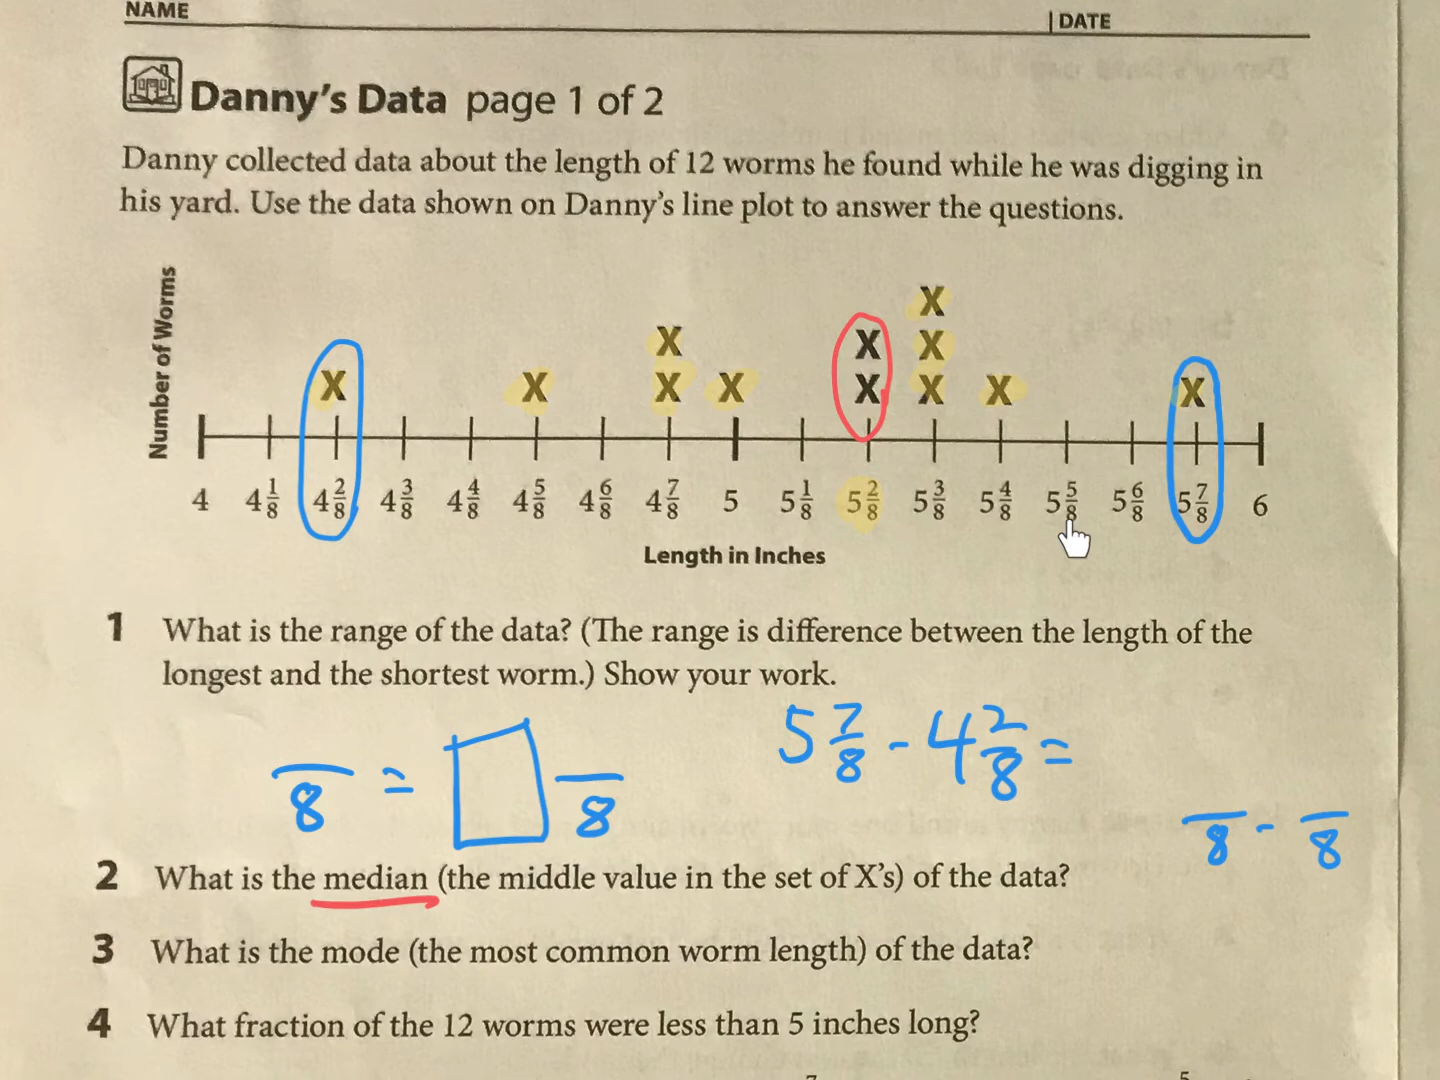 NAME | DATE
Danny's Data page 1 of 2
Danny collected data about the length of 12 worms he found while he was digging in
his yard. Use the data shown on Danny's line plot to answer the questions.
Number of Worms
X
X X
X X X
X X X X X X X X
4 4 1/8 4 2/8 4 3/8 4 4/8 4 5/8 4 6/8 4 7/8 5 5 1/8 5 2/8 5 3/8 5 4/8 5 5/8 5 6/8 5 7/8 6
Length in Inches
1 What is the range of the data? (The range is difference between the length of the
longest and the shortest worm.) Show your work.
5 7/8 - 4 2/8 =
/8 = □ /8
/8 - /8
2 What is the median (the middle value in the set of X's) of the data?
3 What is the mode (the most common worm length) of the data?
4 What fraction of the 12 worms were less than 5 inches long?